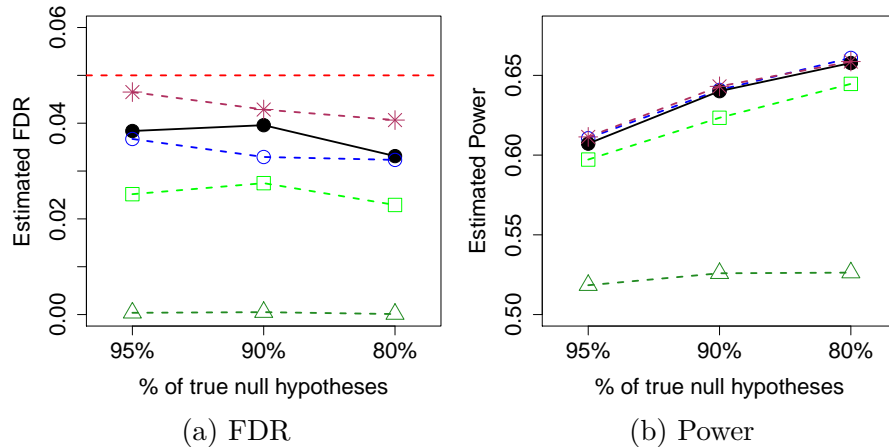 0.06
0.04
0.02
0.00
Estimated FDR
95% 90% 80%
% of true null hypotheses
(a) FDR
0.65
0.60
0.55
0.50
Estimated Power
95% 90% 80%
% of true null hypotheses
(b) Power